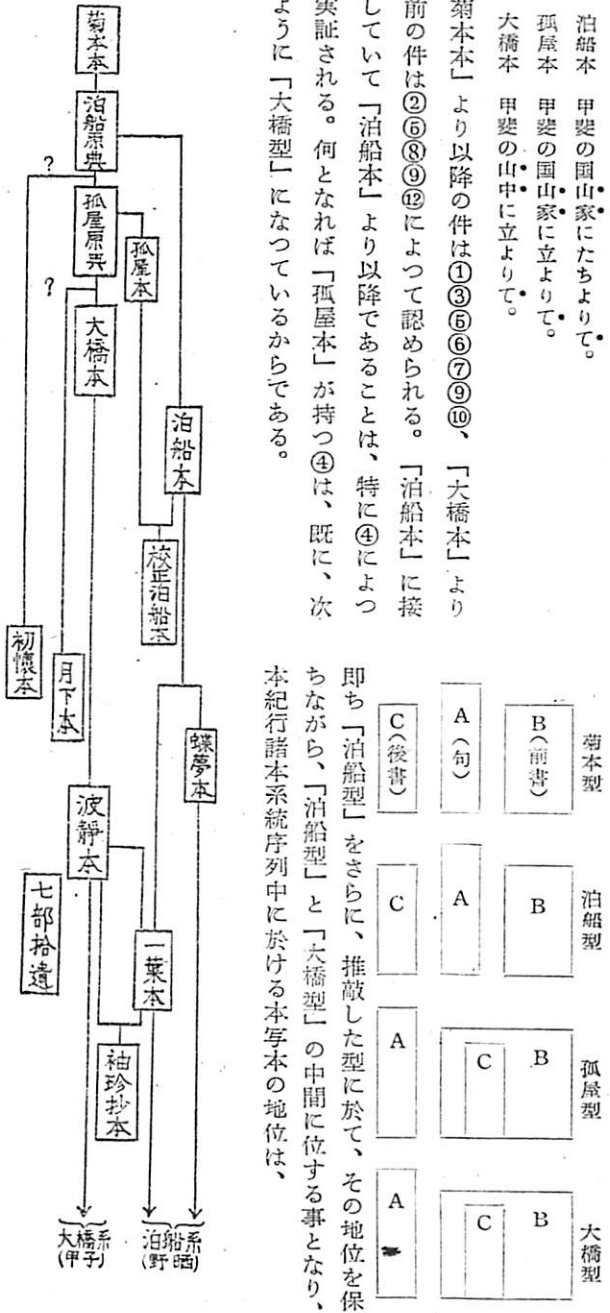 泊船本　甲斐の国山家にたちよりて。
孤屋本　甲斐の国山家に立よりて。
大橋本　甲斐の山中に立よりて。
菊本本」より以降の件は①③⑤⑥⑦⑨⑩、「大橋本」より
前の件は②⑥⑧⑨⑫によつて認められる。「泊船本」に接
していて「泊船本」より以降であることは、特に④によつ
実証される。何となれば「孤屋本」が持つ④は、既に、次
ように「大橋型」になつているからである。
菊本型
B（前書）
A（句）
C（後書）
泊船型
B
A
C
孤屋型
B
C
A
大橋型
B
C
A
即ち「泊船型」をさらに、推敲した型に於て、その地位を保
ちながら、「泊船型」と「大橋型」の中間に位する事となり、
本紀行諸本系統序列中に於ける本写本の地位は、
菊本本
泊船原典
?
孤屋原典
?
孤屋本
大橋本
泊船本
校正泊船本
初懐本
月下本
蝶夢本
波静本
七部拾遺
一葉本
袖珍抄本
泊船系
(野晒)
大橋系
(甲子)